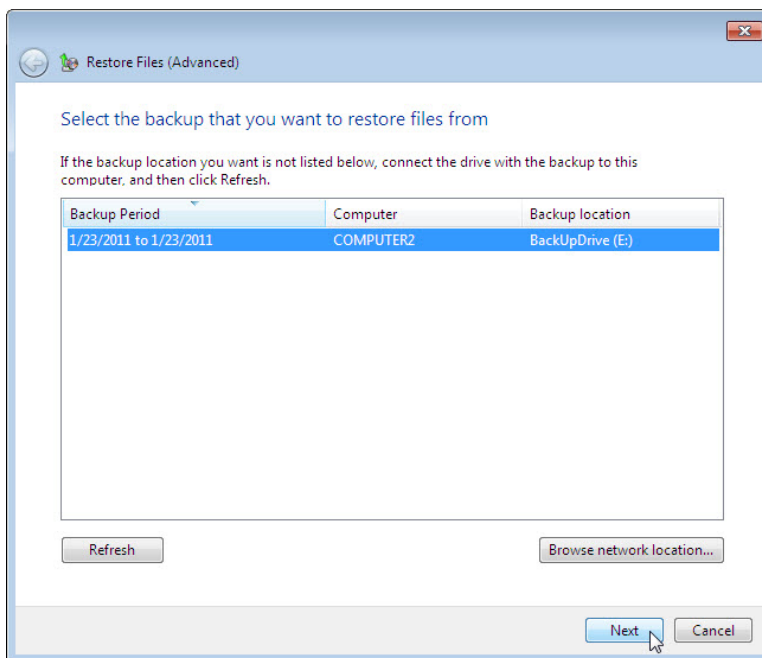 Restore Files (Advanced)
Select the backup that you want to restore files from
If the backup location you want is not listed below, connect the drive with the backup to this
computer, and then click Refresh.
Backup Period Computer Backup location
1/23/2011 to 1/23/2011 COMPUTER2 BackUpDrive (E:)
Refresh Browse network location...
Next Cancel